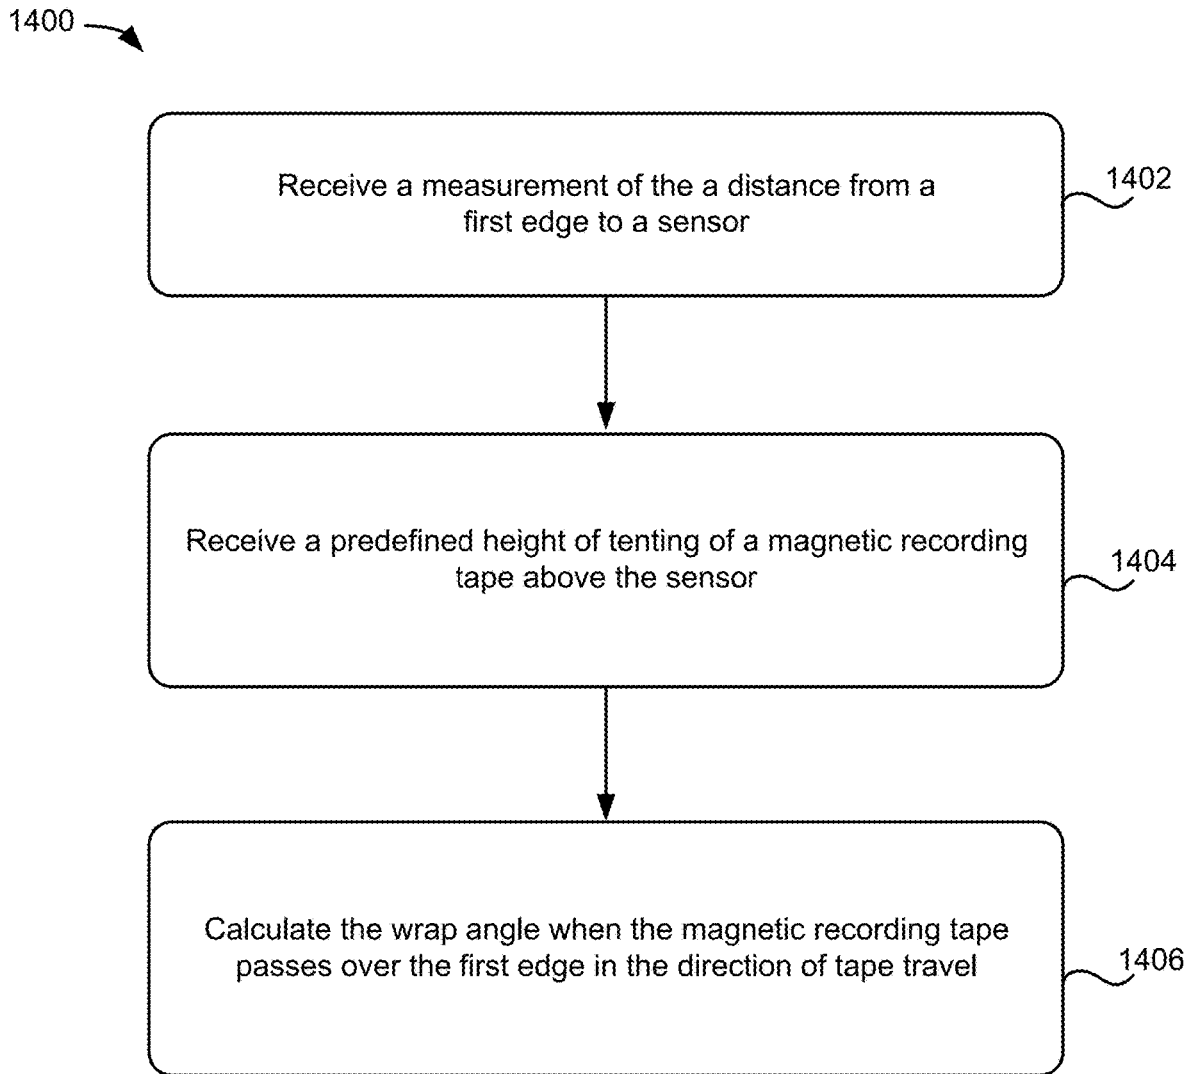 1400
Receive a measurement of the a distance from a
first edge to a sensor
1402
Receive a predefined height of tenting of a magnetic recording
tape above the sensor
1404
Calculate the wrap angle when the magnetic recording tape
passes over the first edge in the direction of tape travel
1406